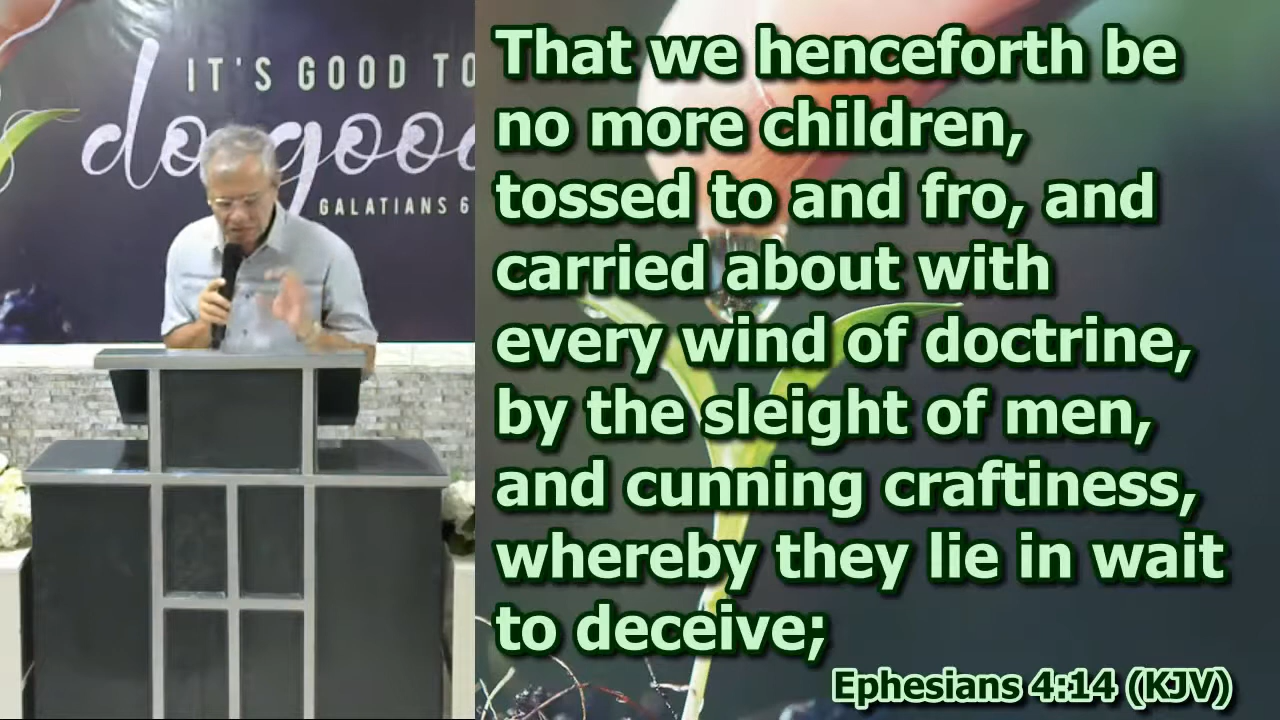 IT'S GOOD TO
do good
GALATIANS 6
That we henceforth be
no more children,
tossed to and fro, and
carried about with
every wind of doctrine,
by the sleight of men,
and cunning craftiness,
whereby they lie in wait
to deceive;
Ephesians 4:14 (KJV)